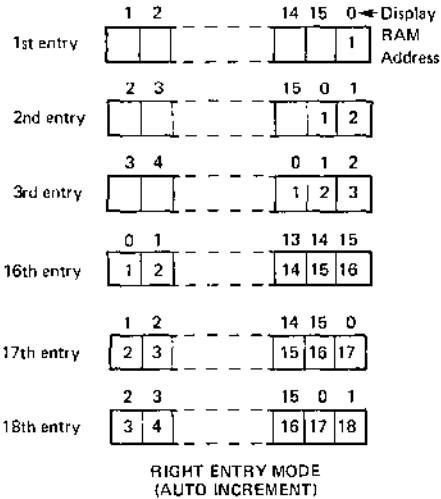 1 2 14 15 0 Display
1st entry 1 RAM
Address
2 3 15 0 1
2nd entry 1 2
3 4 0 1 2
3rd entry 1 2 3
0 1 13 14 15
16th entry 1 2 14 15 16
1 2 14 15 0
17th entry 2 3 15 16 17
2 3 15 0 1
18th entry 3 4 16 17 18
RIGHT ENTRY MODE
(AUTO INCREMENT)